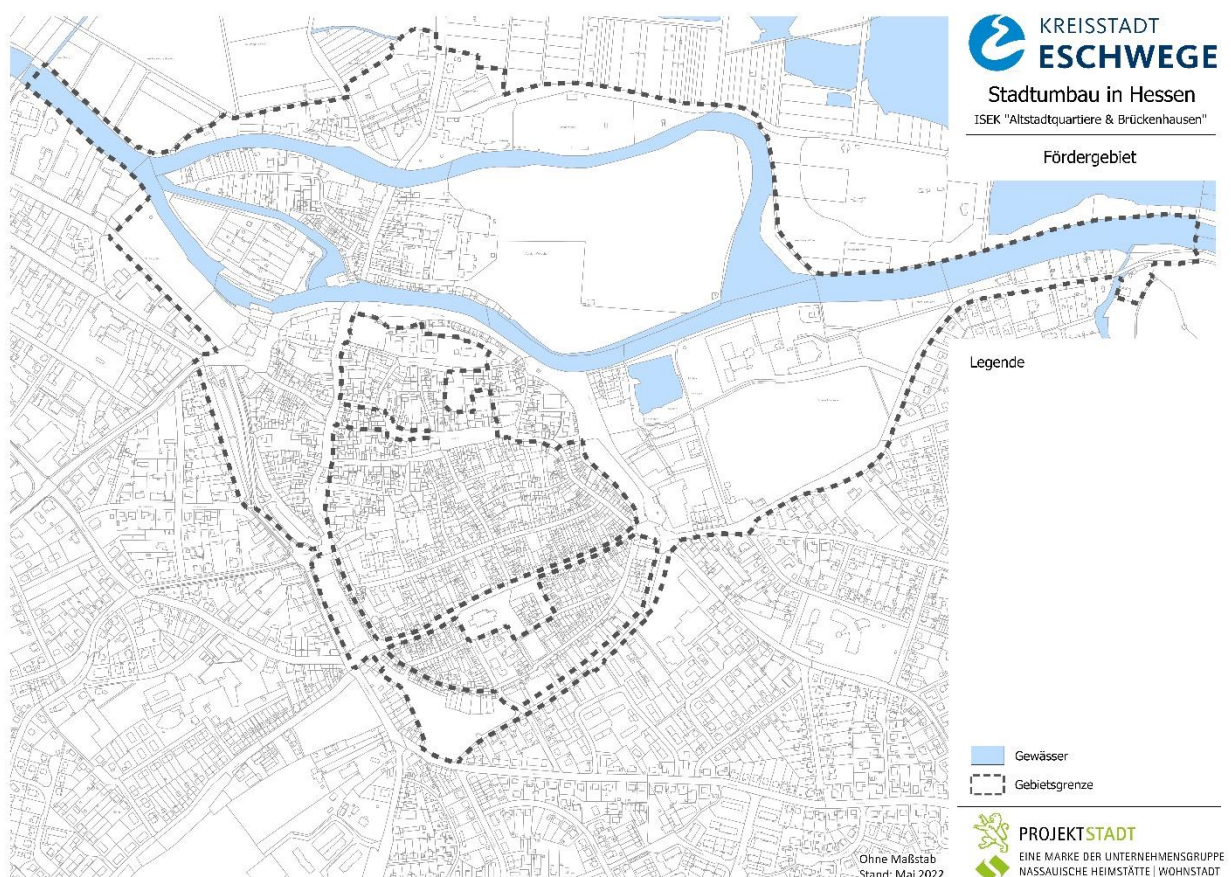 KREISSTADT
ESCHWEGE
Stadtumbau in Hessen
ISEK "Altstadtquartiere & Brückenhausen"
Fördergebiet
Legende
Gewässer
Gebietsgrenze
Ohne Maßstab
Stand: Mai 2022
PROJEKTSTADT
EINE MARKE DER UNTERNEHMENSGRUPPE
NASSAUISCHE HEIMSTÄTTE | WOHNSTADT